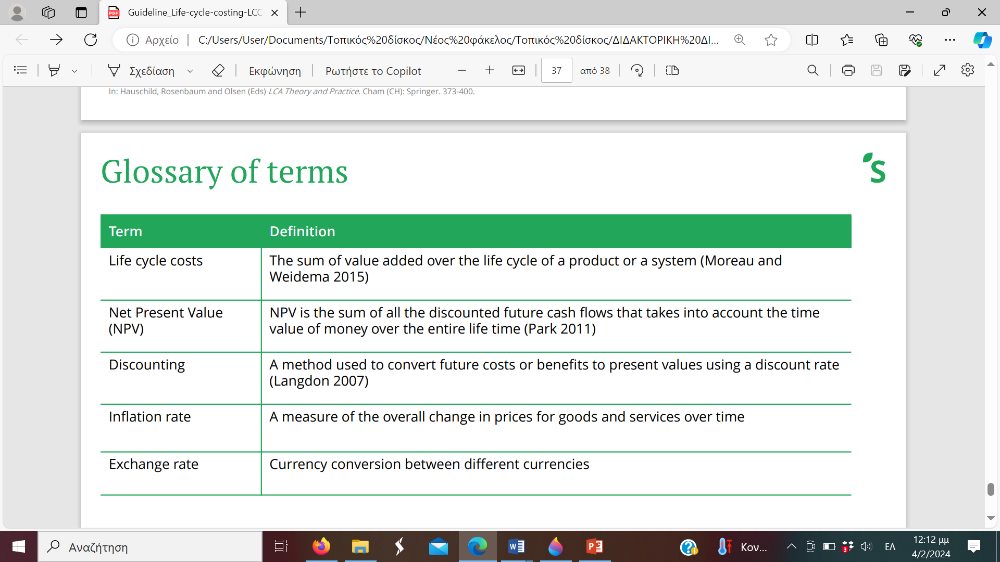 Guideline_Life-cycle-costing-LCC
Αρχείο
C:/Users/User/Documents/Τοπικός%20δίσκος/Νέος%20φάκελος/Τοπικός%20δίσκος/ΔΙΔΑΚΤΟΡΙΚΗ%20ΔΙ...
Σχεδίαση
Εκφώνηση
Ρωτήστε το Copilot
37
από 38
In: Hauschild, Rosenbaum and Olsen (Eds) LCA Theory and Practice. Cham (CH): Springer. 373-400.
Glossary of terms
S
Term
Definition
Life cycle costs
The sum of value added over the life cycle of a product or a system (Moreau and
Weidema 2015)
Net Present Value
(NPV)
NPV is the sum of all the discounted future cash flows that takes into account the time
value of money over the entire life time (Park 2011)
Discounting
A method used to convert future costs or benefits to present values using a discount rate
(Langdon 2007)
Inflation rate
A measure of the overall change in prices for goods and services over time
Exchange rate
Currency conversion between different currencies
Αναζήτηση
Κον...
3
ΕΛ
12:12 μμ
4/2/2024